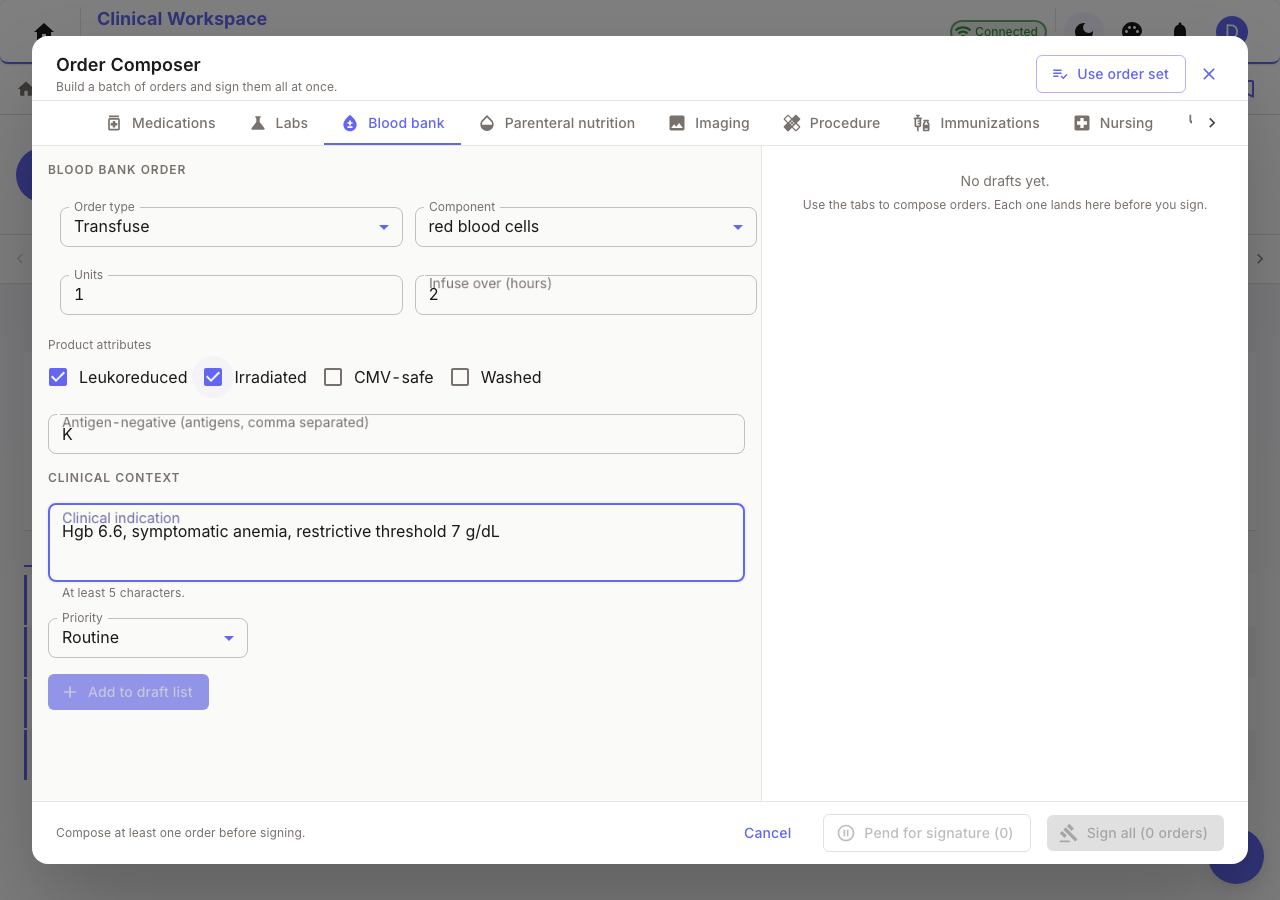 Clinical Workspace
Connected
D
Order Composer
Build a batch of orders and sign them all at once.
Use order set
Medications
Labs
Blood bank
Parenteral nutrition
Imaging
Procedure
Immunizations
Nursing
BLOOD BANK ORDER
Order type
Transfuse
Component
red blood cells
Units
1
Infuse over (hours)
2
Product attributes
Leukoreduced
Irradiated
CMV-safe
Washed
Antigen-negative (antigens, comma separated)
K
CLINICAL CONTEXT
Clinical indication
Hgb 6.6, symptomatic anemia, restrictive threshold 7 g/dL
At least 5 characters.
Priority
Routine
Add to draft list
No drafts yet.
Use the tabs to compose orders. Each one lands here before you sign.
Compose at least one order before signing.
Cancel
Pend for signature (0)
Sign all (0 orders)